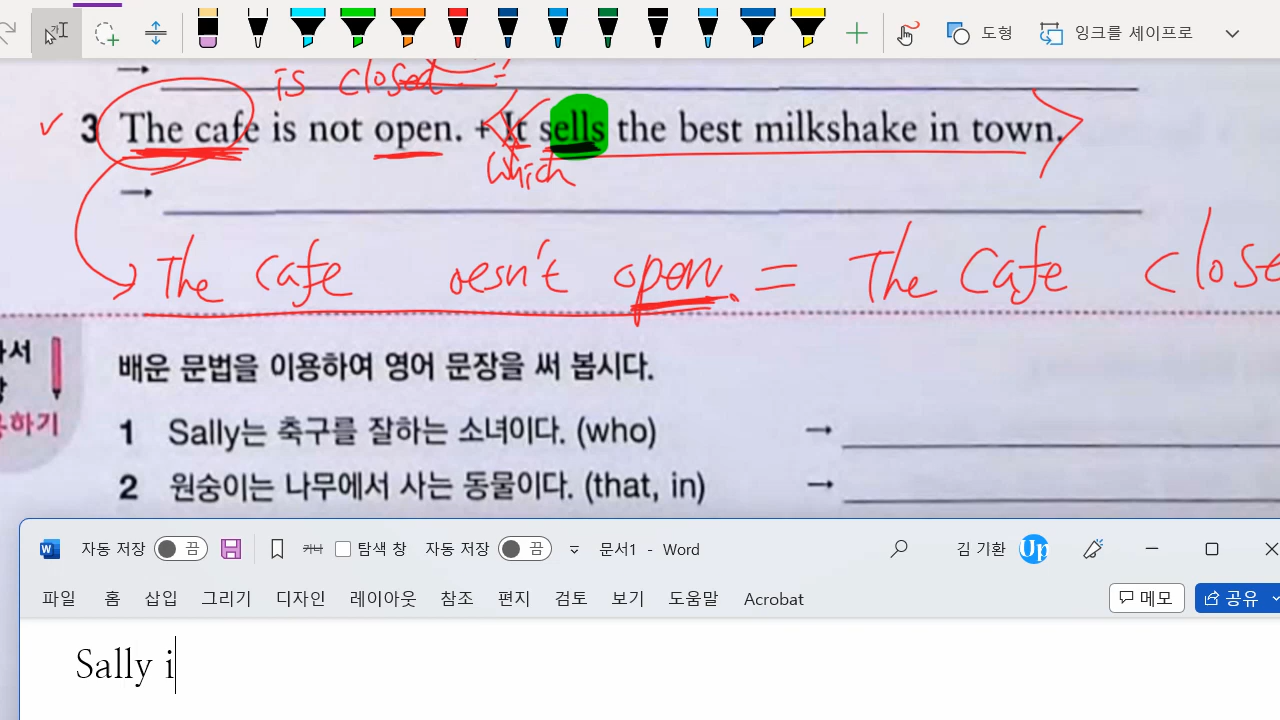 도형 잉크를 셰이프로
→ is closed
✓ 3 The cafe is not open. + It sells the best milkshake in town.
which
→
The cafe oesn't open. = The Cafe Close
배운 문법을 이용하여 영어 문장을 써 봅시다.
1 Sally는 축구를 잘하는 소녀이다. (who) →
하기
2 원숭이는 나무에서 사는 동물이다. (that, in) →
자동 저장 끔 탐색 창 자동 저장 끔 문서1 - Word 김 기환 Up
파일 홈 삽입 그리기 디자인 레이아웃 참조 편지 검토 보기 도움말 Acrobat 메모 공유
Sally i